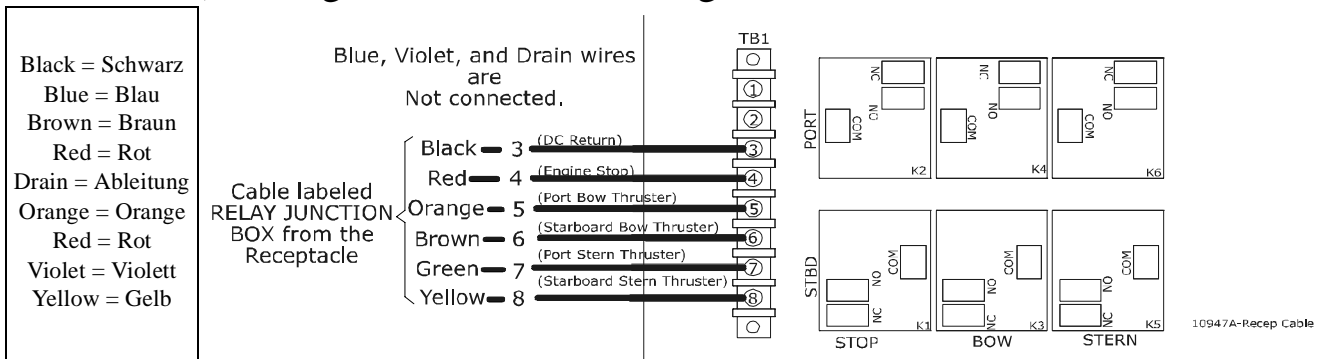 Black = Schwarz
Blue = Blau
Brown = Braun
Red = Rot
Drain = Ableitung
Orange = Orange
Red = Rot
Violet = Violett
Yellow = Gelb
Blue, Violet, and Drain wires
are
Not connected.
Cable labeled
RELAY JUNCTION
BOX from the
Receptacle
Black 3 (DC Return)
Red 4 (Engine Stop)
Orange 5 (Port Bow Thruster)
Brown 6 (Starboard Bow Thruster)
Green 7 (Port Stern Thruster)
Yellow 8 (Starboard Stern Thruster)
TB1
1
2
3
4
5
6
7
8
PORT
NC
NO
COM
K2
NC
NO
COM
K4
NC
NO
COM
K6
STBD
COM
NO
NC
K1
COM
NO
NC
K3
COM
NO
NC
K5
STOP
BOW
STERN
10947A-Recep Cable